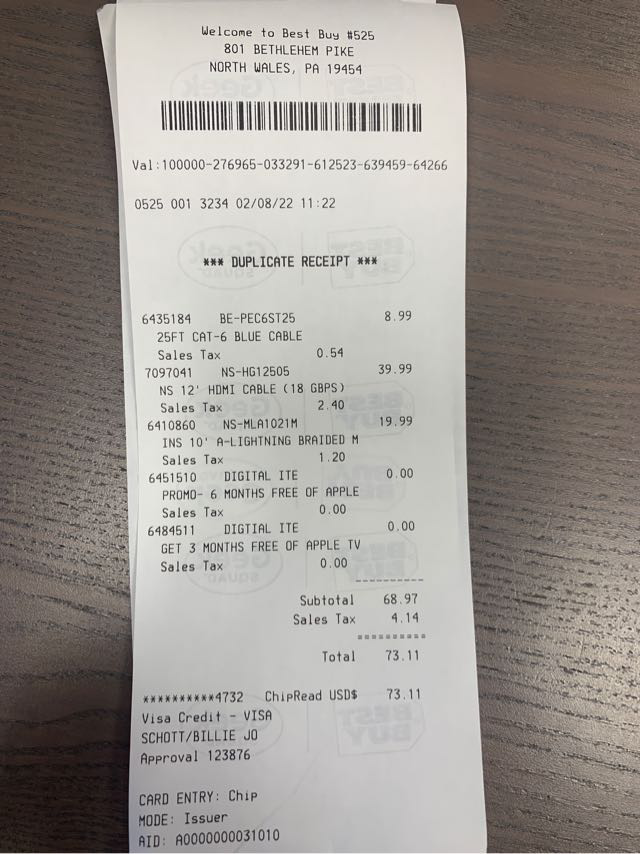 Welcome to Best Buy #525
801 BETHLEHEM PIKE
NORTH WALES, PA 19454
Val:100000-276965-033291-612523-639459-64266
0525 001 3234 02/08/22 11:22
*** DUPLICATE RECEIPT ***
6435184 BE-PEC6ST25 8.99
25FT CAT-6 BLUE CABLE
Sales Tax 0.54
7097041 NS-HG12505 39.99
NS 12' HDMI CABLE (18 GBPS)
Sales Tax 2.40
6410860 NS-MLA1021M 19.99
INS 10' A-LIGHTNING BRAIDED M
Sales Tax 1.20
6451510 DIGITAL ITE 0.00
PROMO- 6 MONTHS FREE OF APPLE
Sales Tax 0.00
6484511 DIGTIAL ITE 0.00
GET 3 MONTHS FREE OF APPLE TV
Sales Tax 0.00
----------
Subtotal 68.97
Sales Tax 4.14
==========
Total 73.11
**********4732 ChipRead USD$ 73.11
Visa Credit - VISA
SCHOTT/BILLIE JO
Approval 123876
CARD ENTRY: Chip
MODE: Issuer
AID: A0000000031010